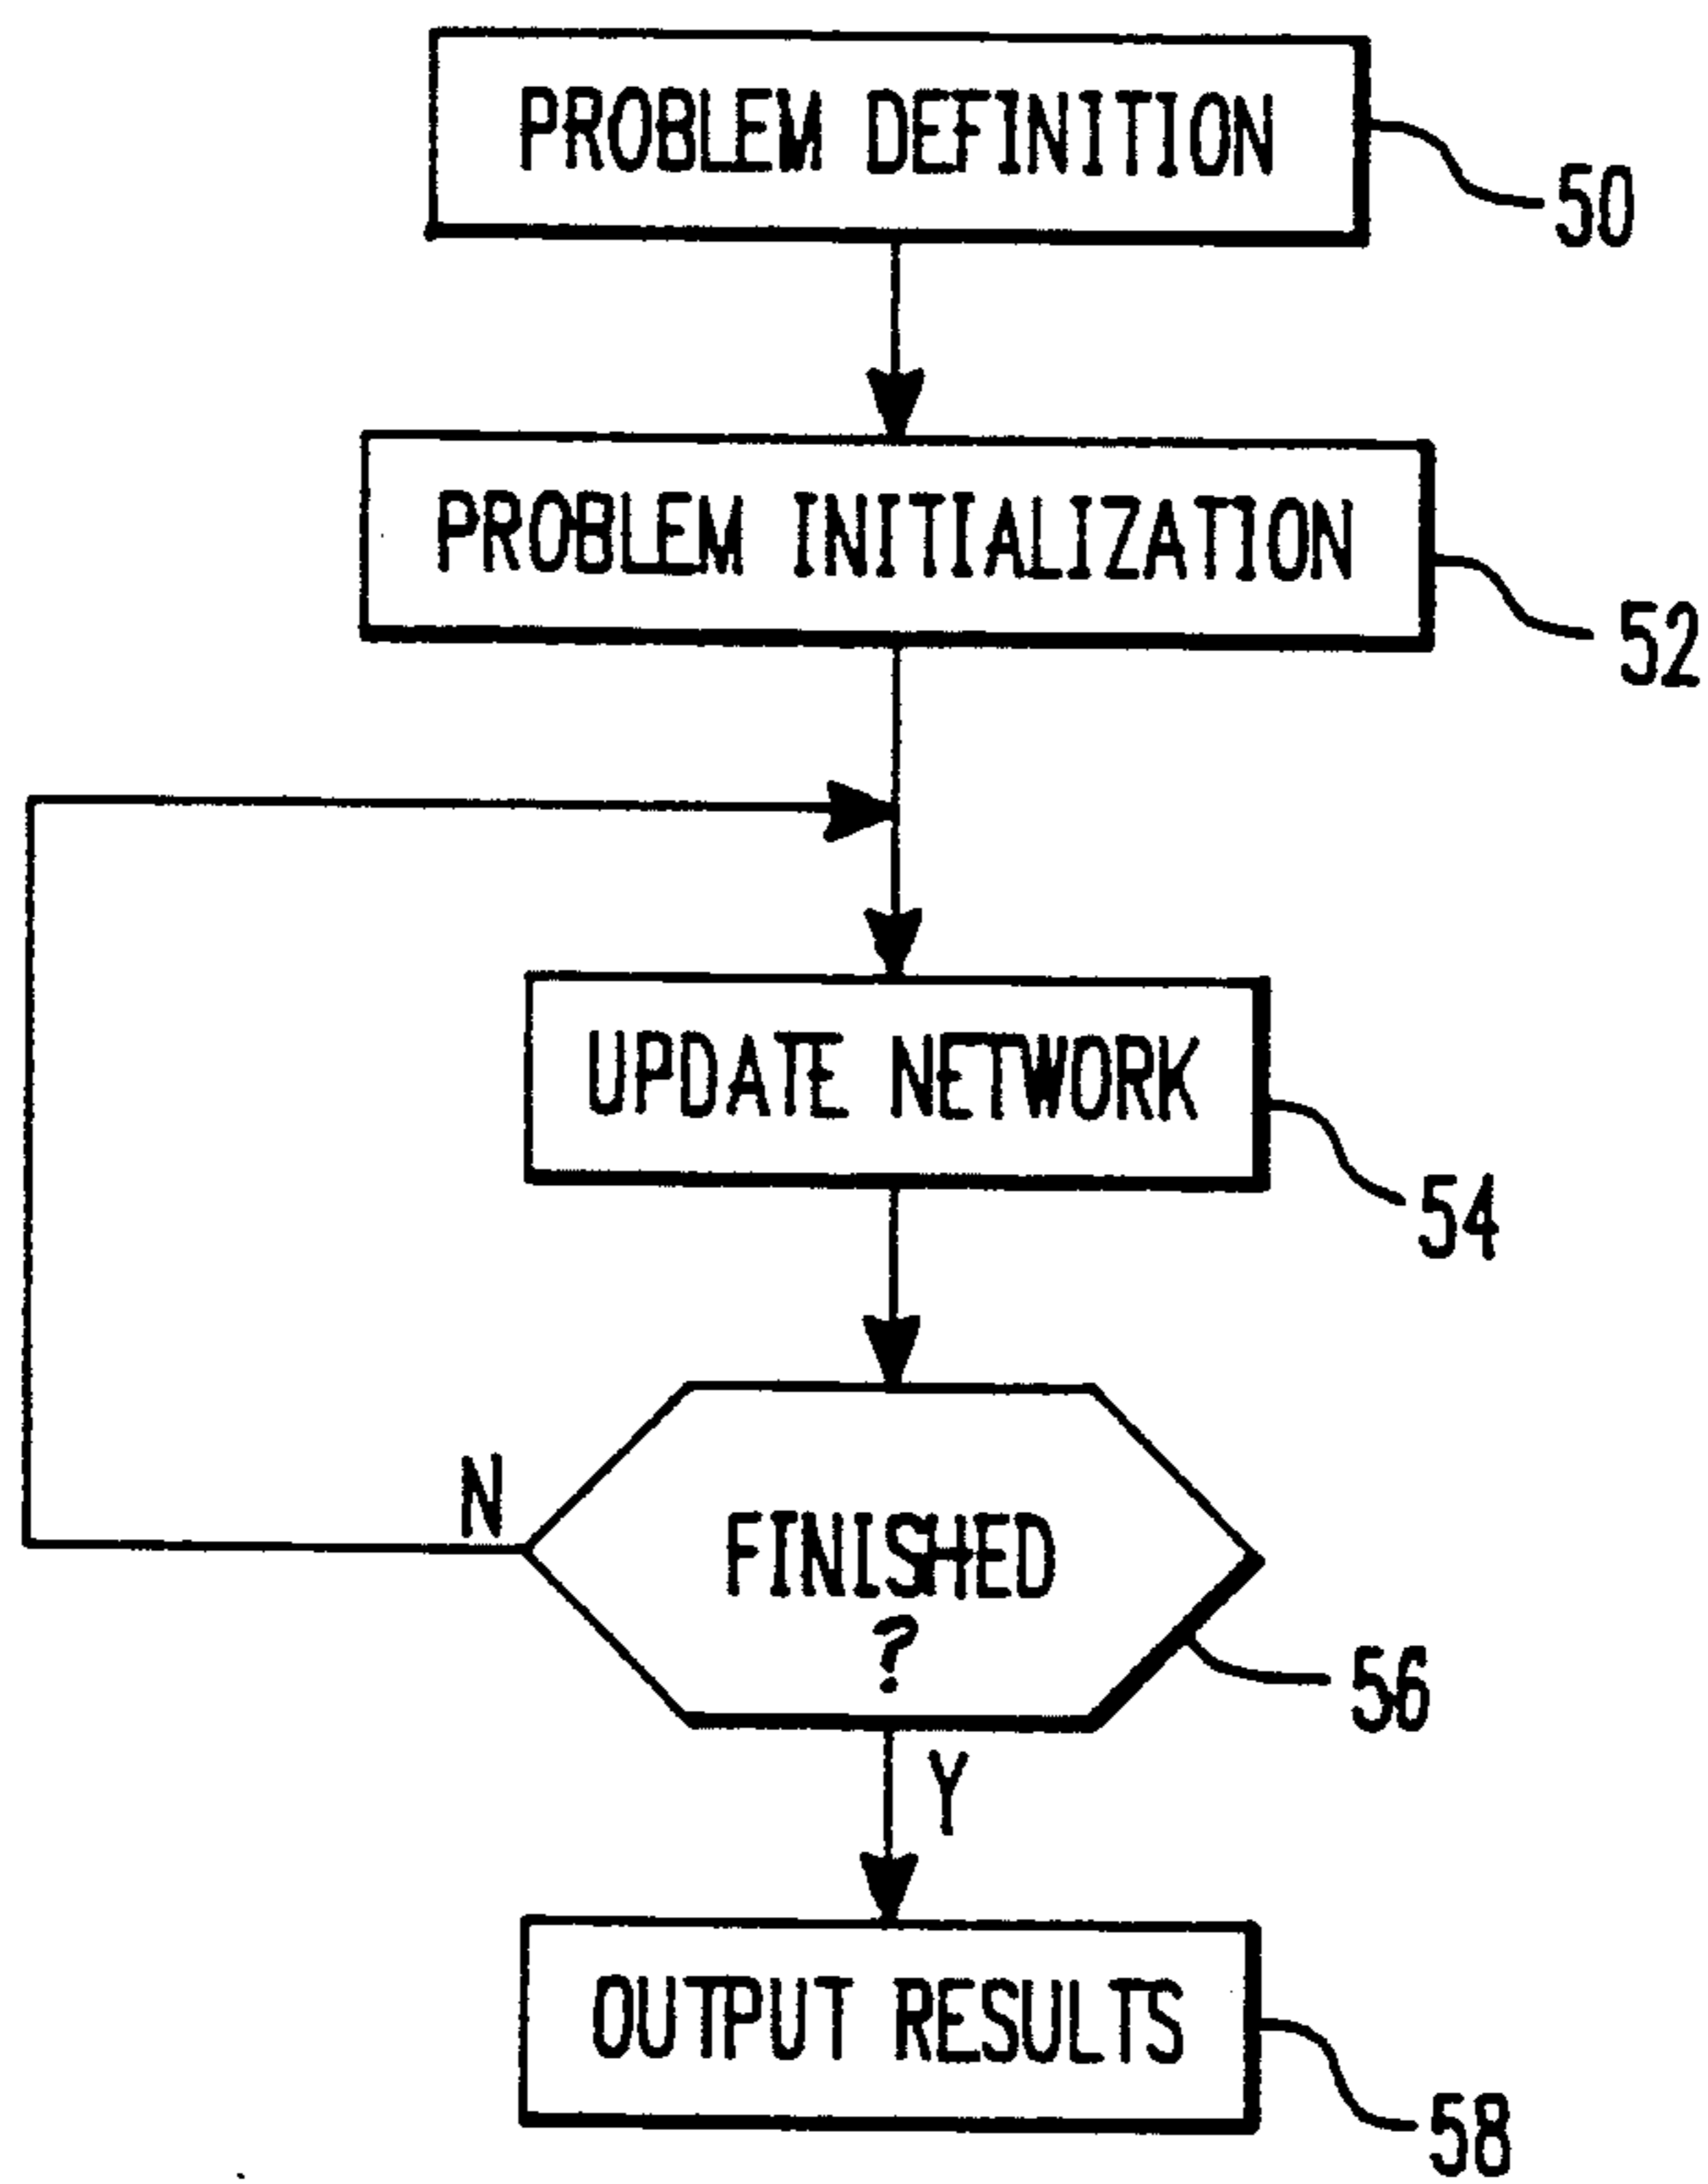 PROBLEM DEFINITION
50
PROBLEM INITIALIZATION
52
UPDATE NETWORK
54
N
FINISHED
?
56
Y
OUTPUT RESULTS
58